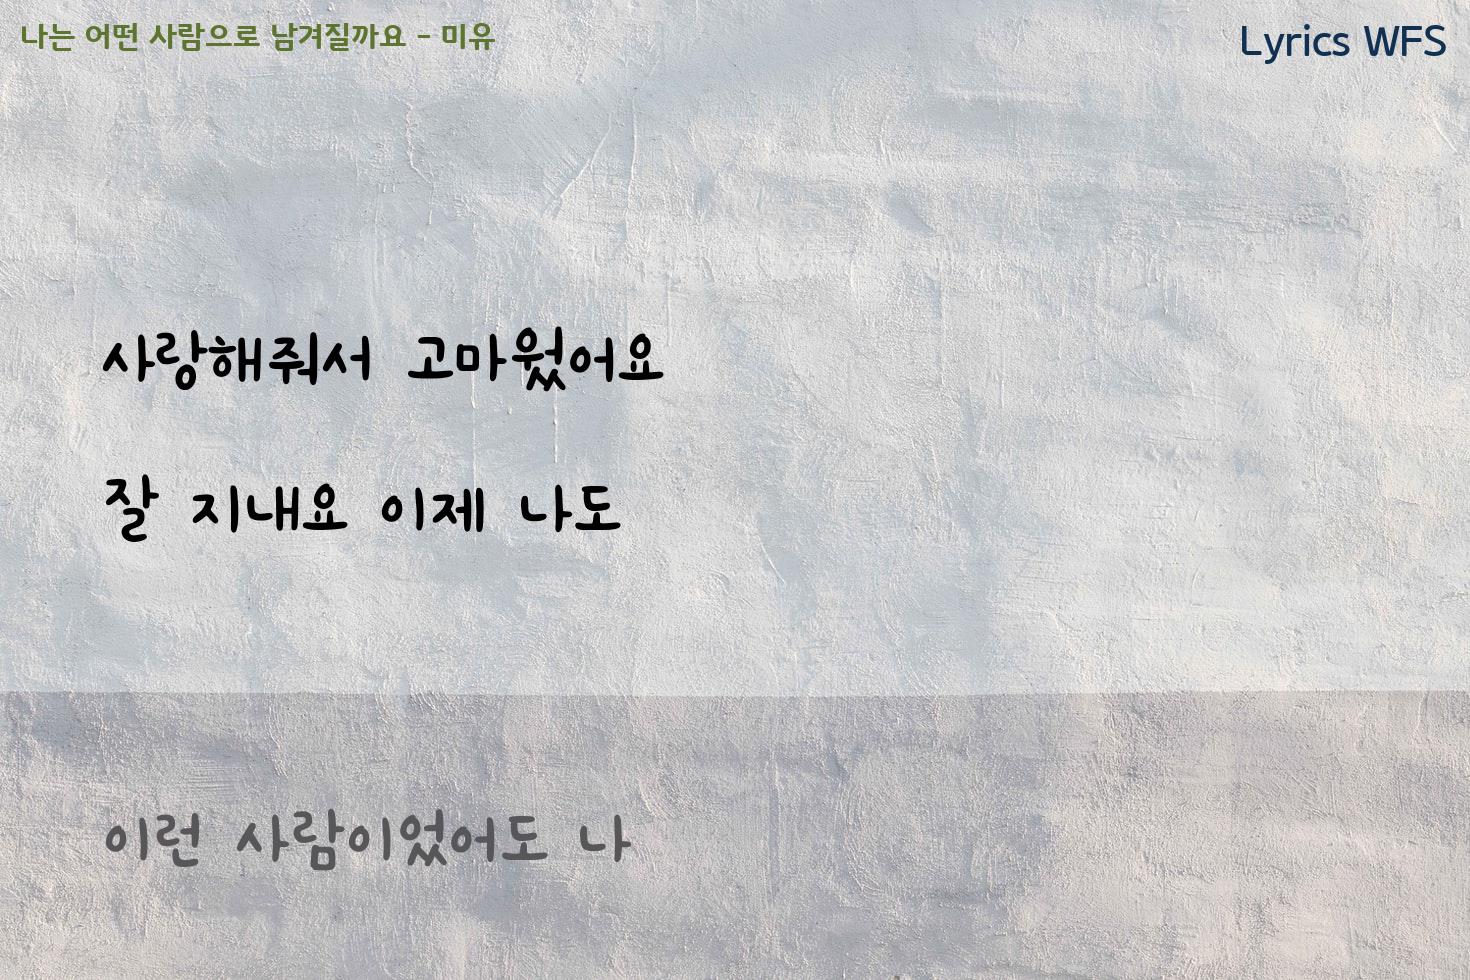 나는 어떤 사람으로 남겨질까요 - 미유
Lyrics WFS
사랑해줘서 고마웠어요
잘 지내요 이제 나도
이런 사람이었어도 나